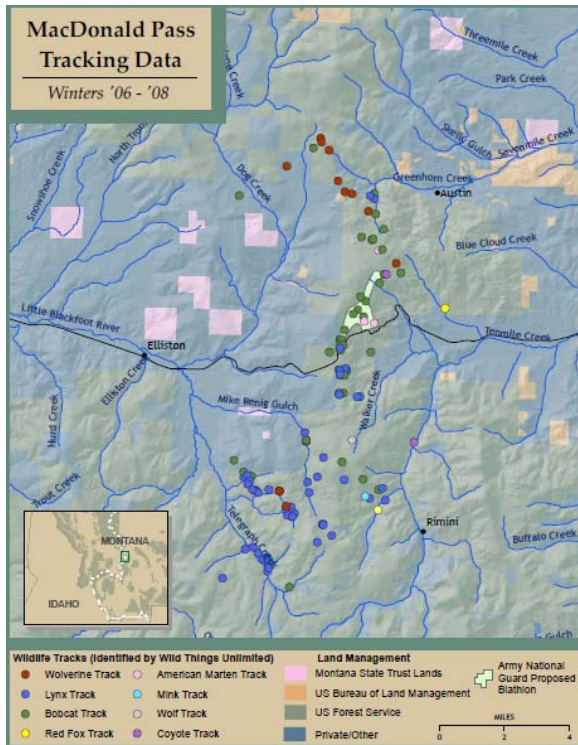 MacDonald Pass
Tracking Data
Winters '06 - '08
Threemile Creek
Park Creek
Skelly Gulch
Sevenmile Creek
Greenhorn Creek
Austin
North Trout
Dog Creek
Snowshoe Creek
Blue Cloud Creek
Little Blackfoot River
Tenmile Creek
Elliston
Elliston Creek
Walker Creek
Mike Renig Gulch
Hurd Creek
Trout Creek
Telegraph Creek
Rimini
Buffalo Creek
Gulch
MONTANA
IDAHO
Wildlife Tracks (Identified by Wild Things Unlimited)
Wolverine Track
Lynx Track
Bobcat Track
Red Fox Track
American Marten Track
Mink Track
Wolf Track
Coyote Track
Land Management
Montana State Trust Lands
US Bureau of Land Management
US Forest Service
Private/Other
Army National
Guard Proposed
Biathlon
MILES
0 2 4